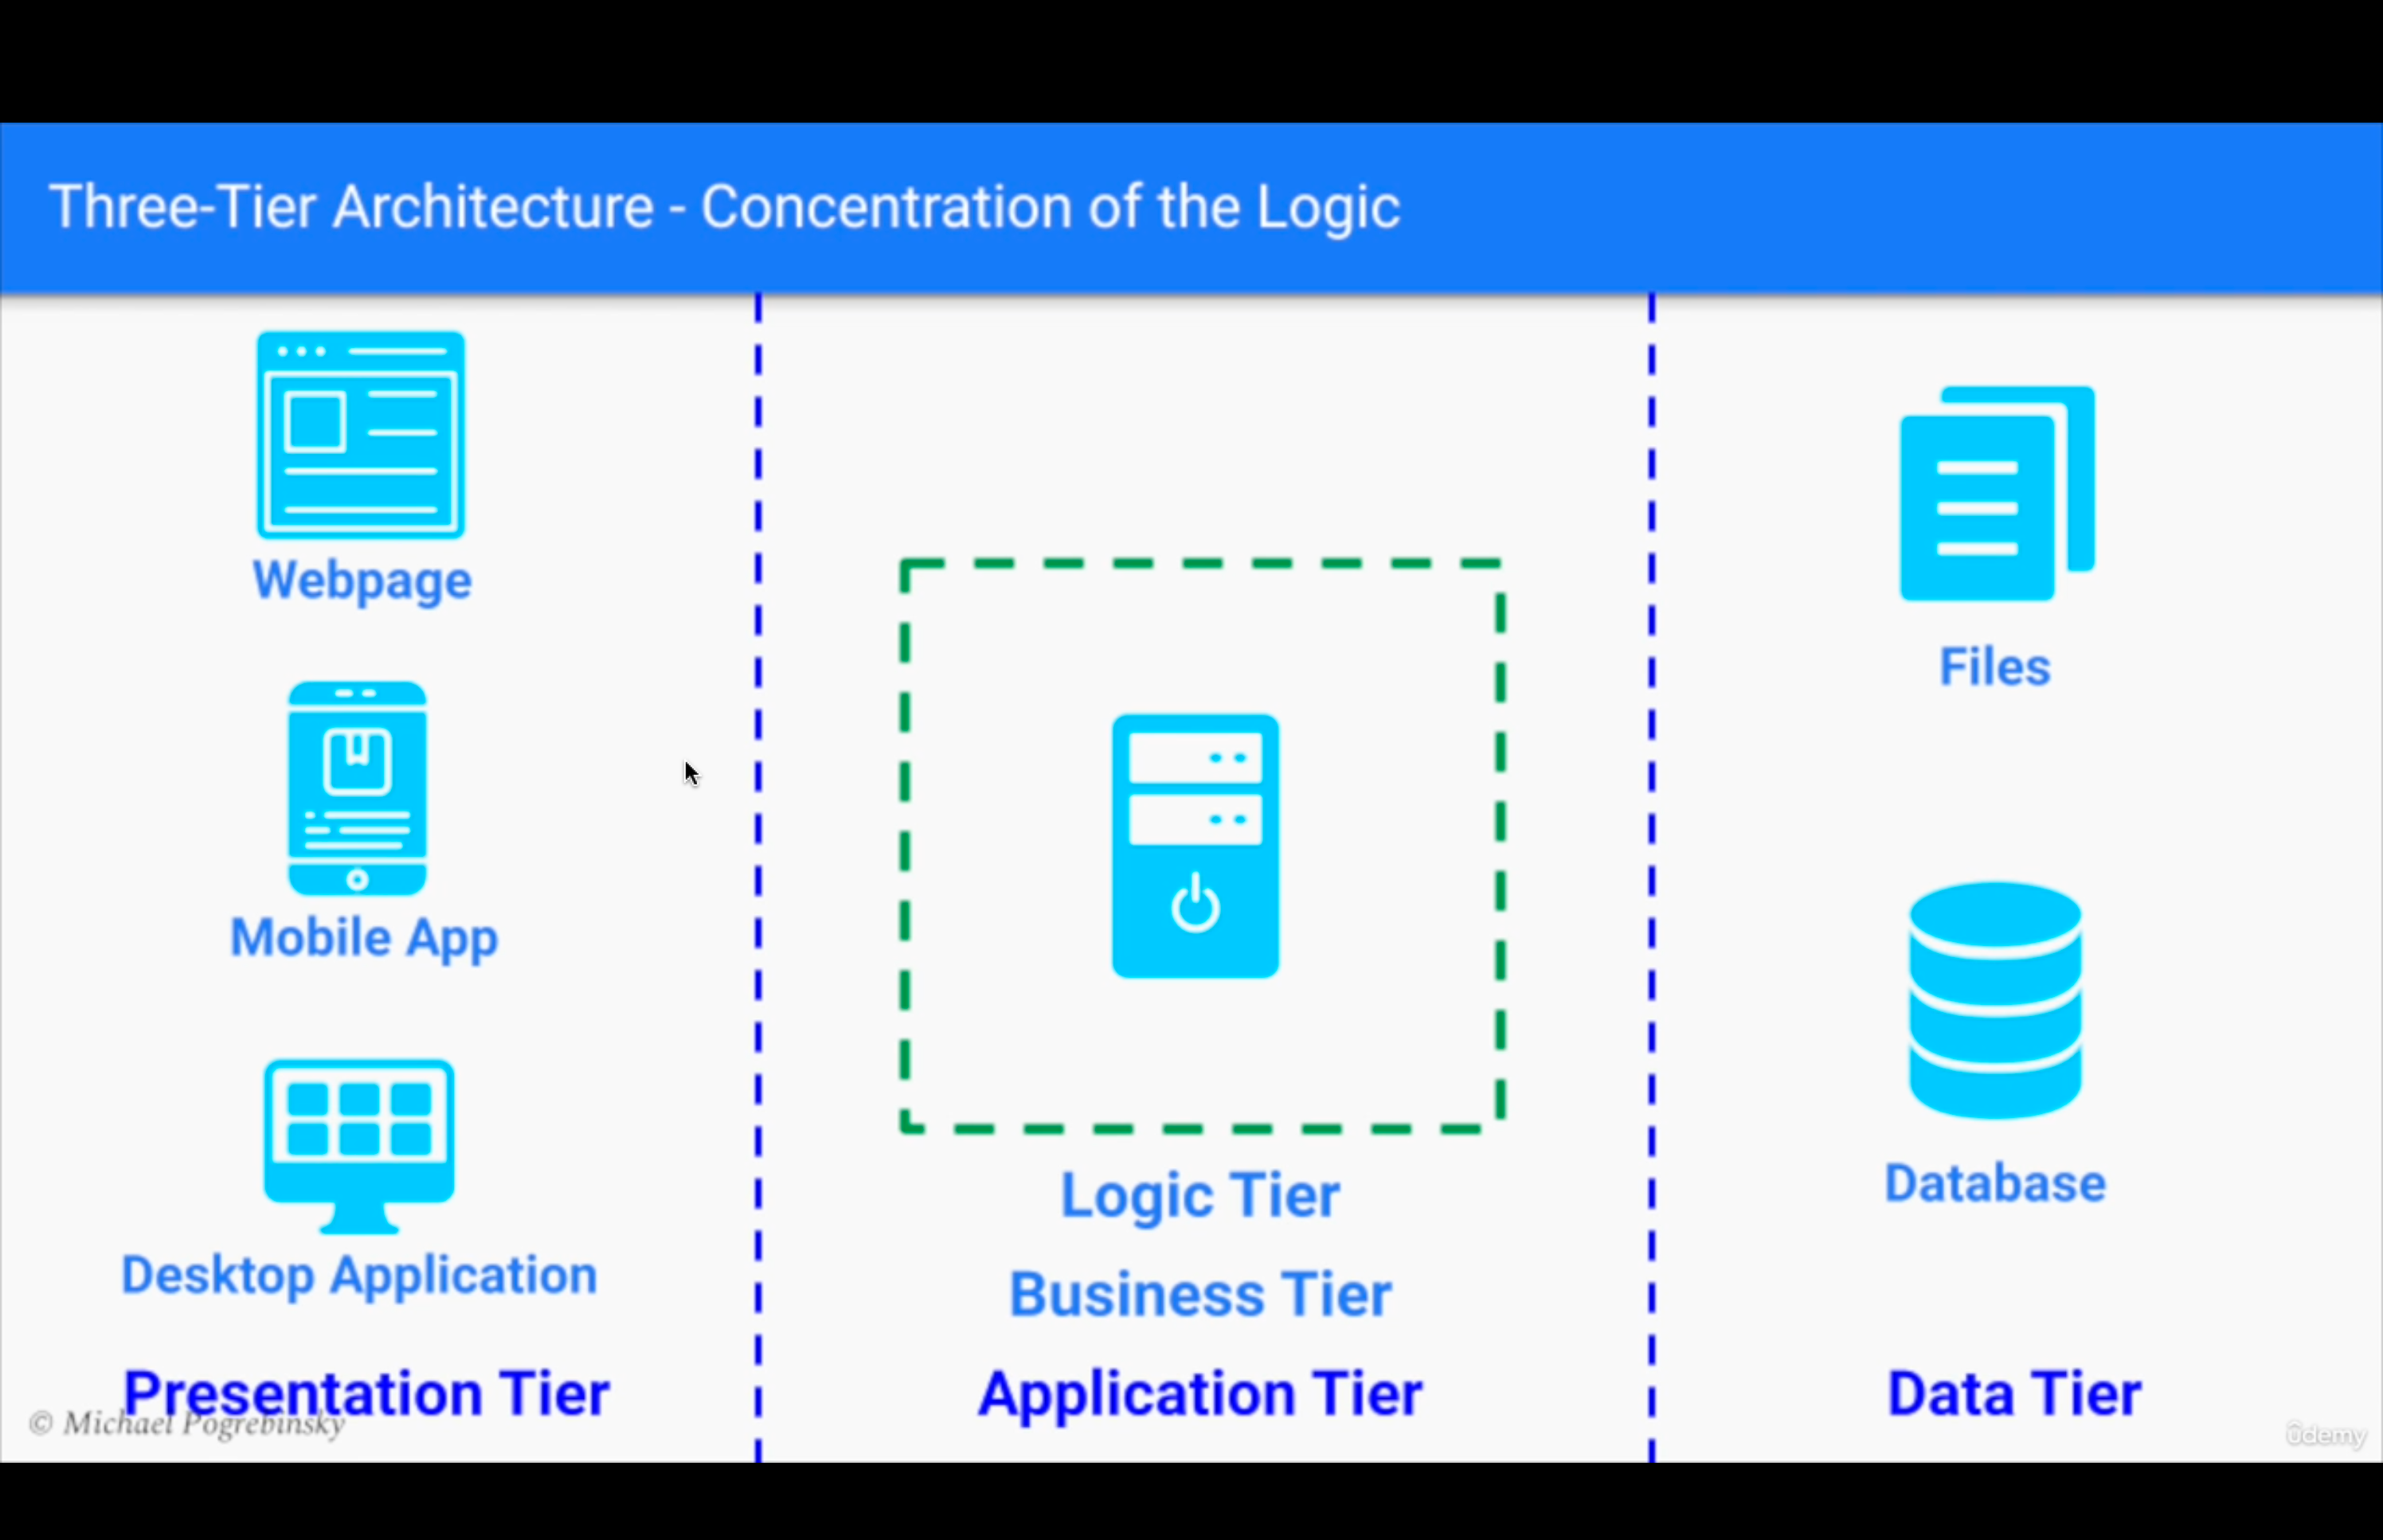 Three-Tier Architecture - Concentration of the Logic
Webpage
Mobile App
Desktop Application
Presentation Tier
Logic Tier
Business Tier
Application Tier
Files
Database
Data Tier
© Michael Pogrebinsky
ûdemy